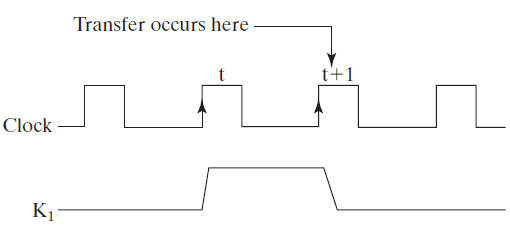 Transfer occurs here
t
t+1
Clock
K1